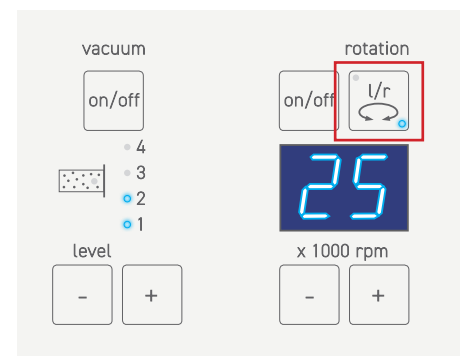 vacuum
rotation
on/off
on/off
l/r
4
3
2
1
25
level
x 1000 rpm
-
+
-
+